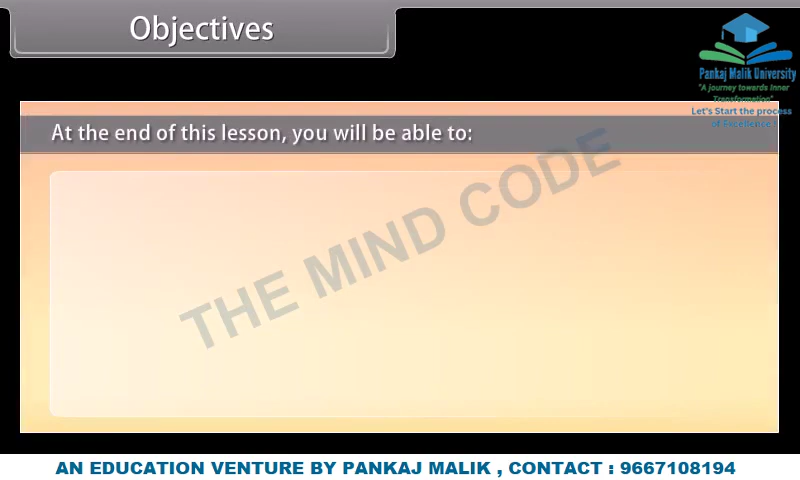 Objectives
Pankaj Malik University
"A journey towards Inner
Transformation"
Let's Start the process
of Excellence.
At the end of this lesson, you will be able to:
THE MIND CODE
AN EDUCATION VENTURE BY PANKAJ MALIK , CONTACT : 9667108194